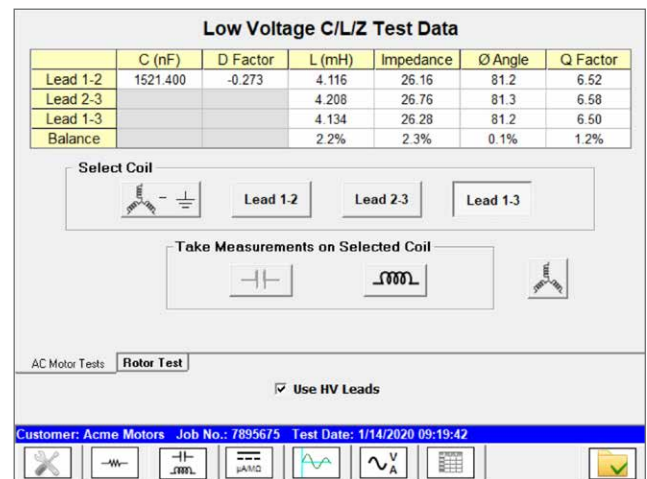 Low Voltage C/L/Z Test Data
C (nF) D Factor L (mH) Impedance Ø Angle Q Factor
Lead 1-2 1521.400 -0.273 4.116 26.16 81.2 6.52
Lead 2-3 4.208 26.76 81.3 6.58
Lead 1-3 4.134 26.28 81.2 6.50
Balance 2.2% 2.3% 0.1% 1.2%
Select Coil
Lead 1-2 Lead 2-3 Lead 1-3
Take Measurements on Selected Coil
AC Motor Tests Rotor Test
Use HV Leads
Customer: Acme Motors Job No.: 7895675 Test Date: 1/14/2020 09:19:42
µA/MΩ V
A